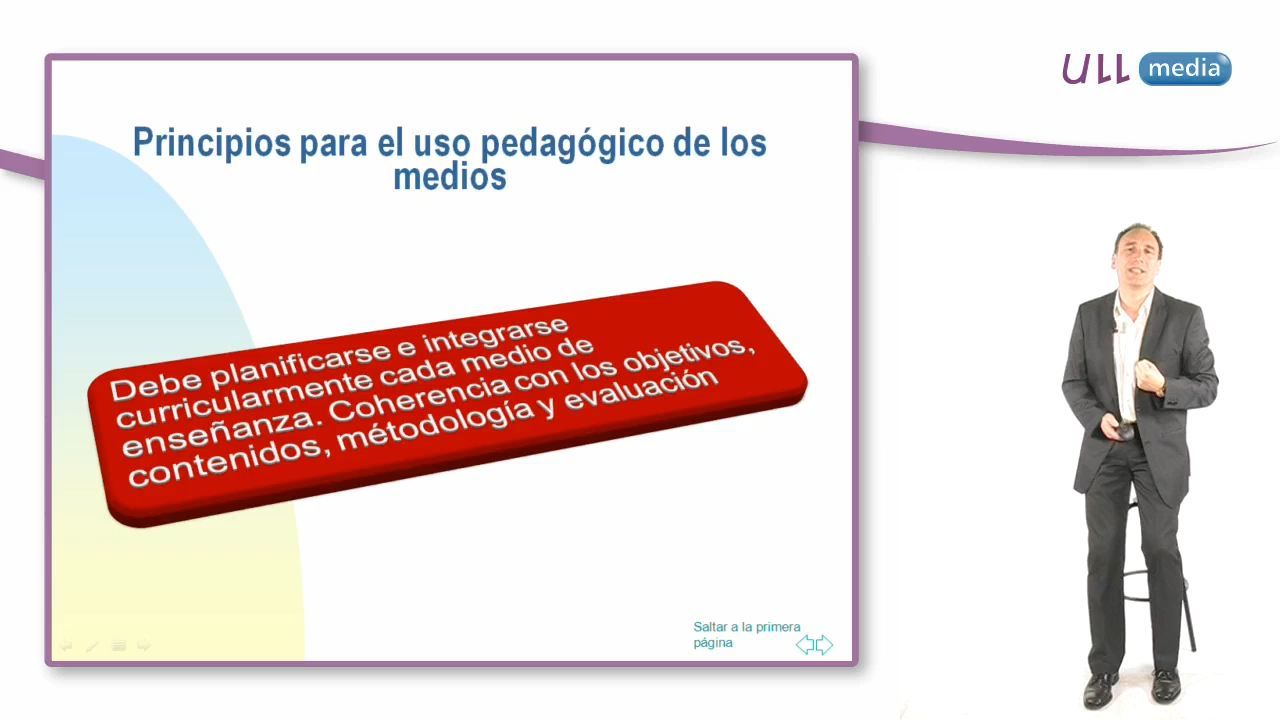 ULL media
Principios para el uso pedagógico de los
medios
Debe planificarse e integrarse
curricularmente cada medio de
enseñanza. Coherencia con los objetivos,
contenidos, métodología y evaluación
Saltar a la primera
página